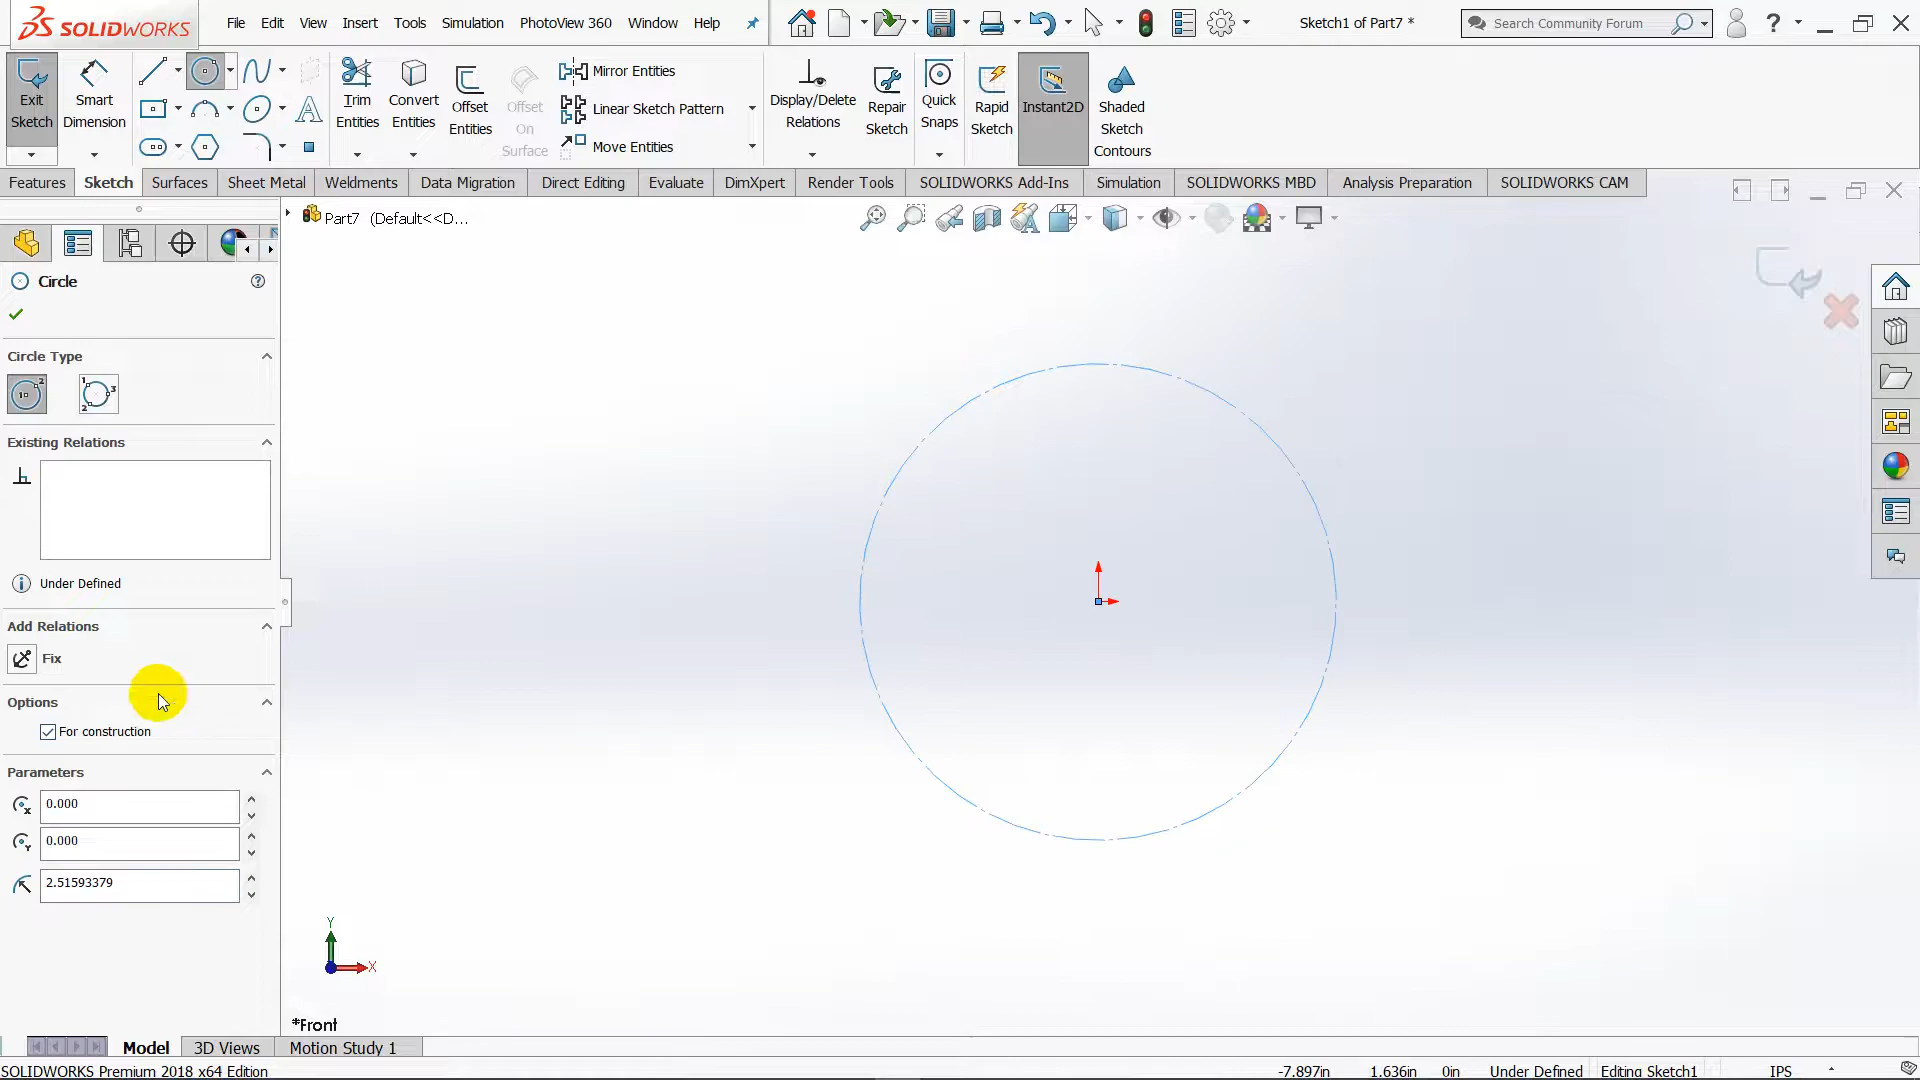 SOLIDWORKS
File Edit View Insert Tools Simulation PhotoView 360 Window Help
Sketch1 of Part7 *
Search Community Forum
Exit Sketch
Smart Dimension
Trim Entities
Convert Entities
Offset Entities
Offset On Surface
Mirror Entities
Linear Sketch Pattern
Move Entities
Display/Delete Relations
Repair Sketch
Quick Snaps
Rapid Sketch
Instant2D
Shaded Sketch Contours
Features Sketch Surfaces Sheet Metal Weldments Data Migration Direct Editing Evaluate DimXpert Render Tools SOLIDWORKS Add-Ins Simulation SOLIDWORKS MBD Analysis Preparation SOLIDWORKS CAM
Part7 (Default<<D...
Circle
Circle Type
Existing Relations
Under Defined
Add Relations
Fix
Options
For construction
Parameters
0.000
0.000
2.51593379
Y
X
*Front
Model 3D Views Motion Study 1
SOLIDWORKS Premium 2018 x64 Edition
-7.897in 1.636in 0in Under Defined Editing Sketch1 IPS